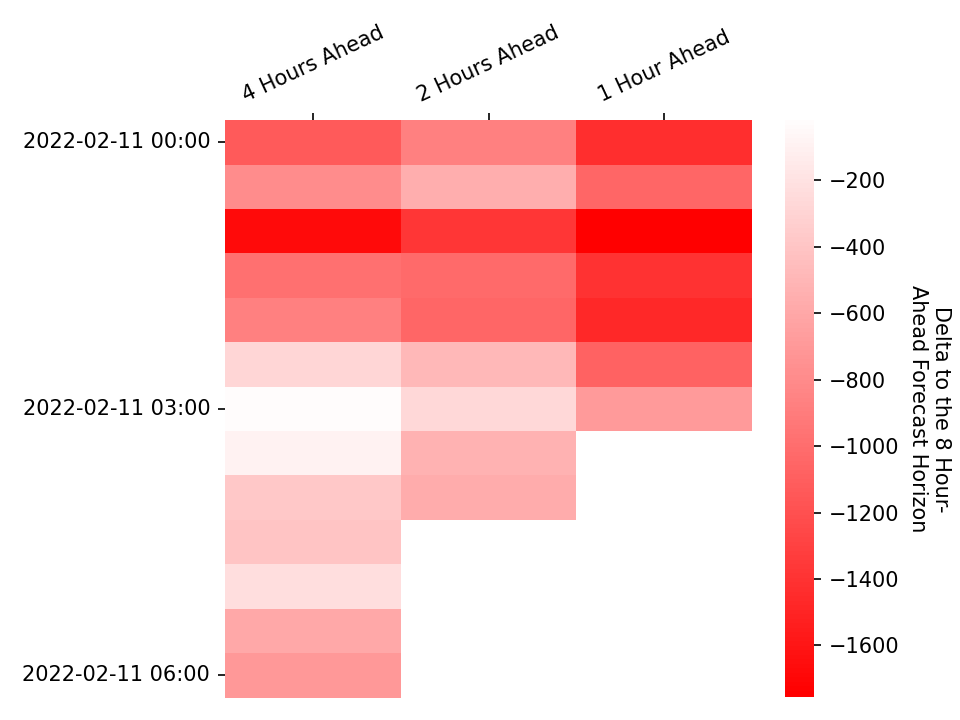 4 Hours Ahead
2 Hours Ahead
1 Hour Ahead
2022-02-11 00:00
2022-02-11 03:00
2022-02-11 06:00
−200
−400
−600
−800
−1000
−1200
−1400
−1600
Delta to the 8 Hour-
Ahead Forecast Horizon